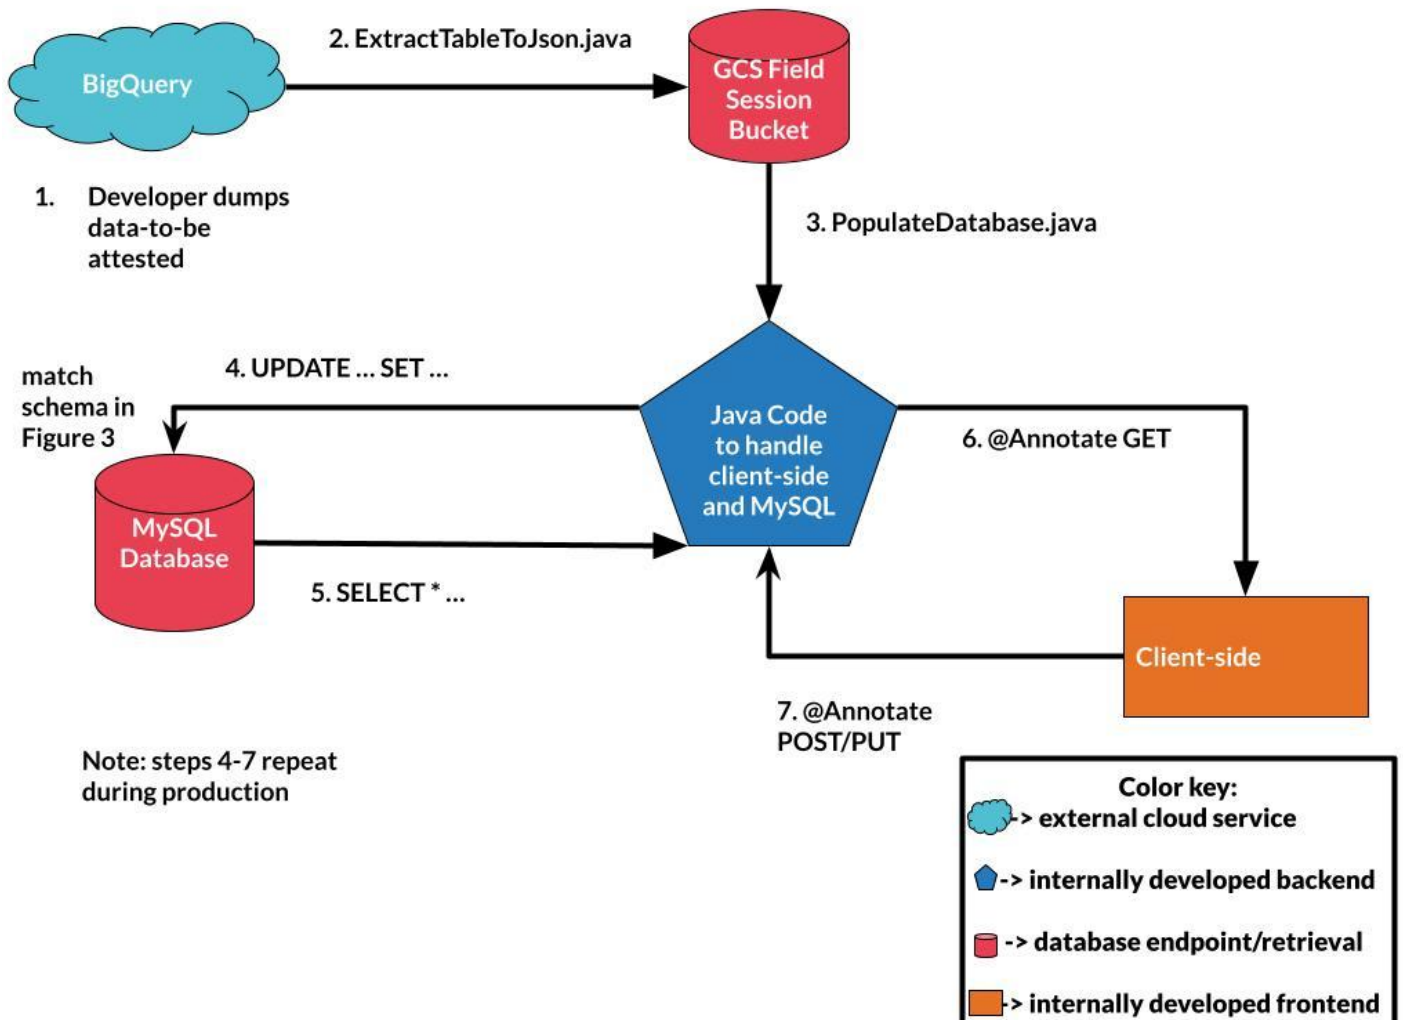 2. ExtractTableToJson.java
BigQuery
GCS Field
Session
Bucket
1. Developer dumps
data-to-be
attested
3. PopulateDatabase.java
4. UPDATE ... SET ...
match
schema in
Figure 3
Java Code
to handle
client-side
and MySQL
6. @Annotate GET
MySQL
Database
5. SELECT * ...
Client-side
7. @Annotate
POST/PUT
Note: steps 4-7 repeat
during production
Color key:
-> external cloud service
-> internally developed backend
-> database endpoint/retrieval
-> internally developed frontend